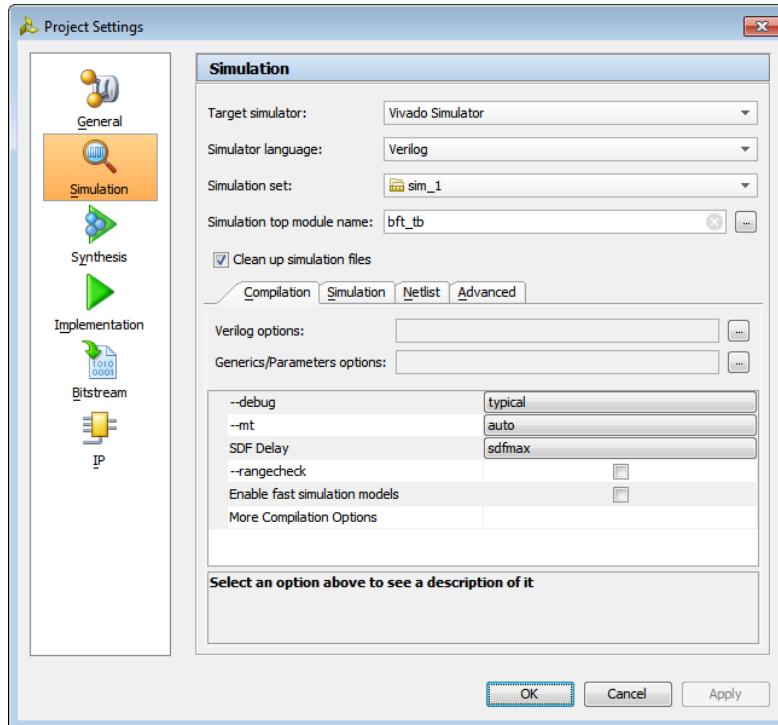 Project Settings
General
Simulation
Synthesis
Implementation
1010
0001
Bitstream
IP
Simulation
Target simulator: Vivado Simulator
Simulator language: Verilog
Simulation set: sim_1
Simulation top module name: bft_tb ...
Clean up simulation files
Compilation Simulation Netlist Advanced
Verilog options: ...
Generics/Parameters options: ...
--debug typical
--mt auto
SDF Delay sdfmax
--rangecheck
Enable fast simulation models
More Compilation Options
Select an option above to see a description of it
OK Cancel Apply